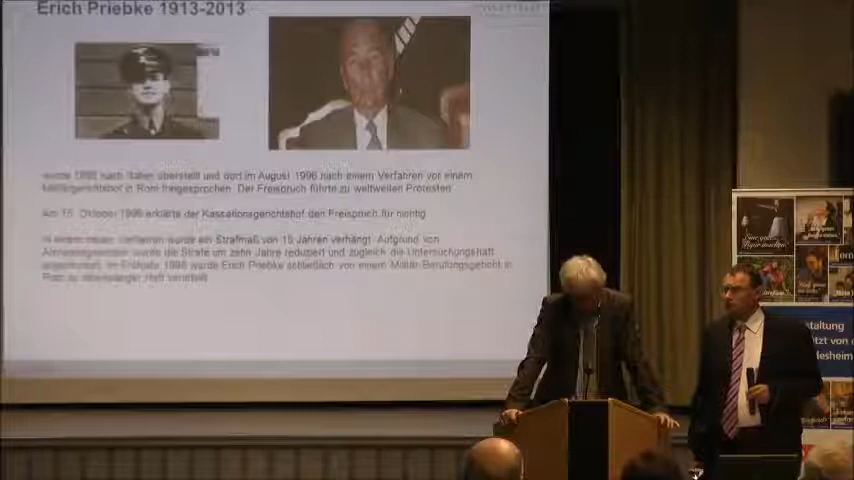 Erich Priebke 1913-2013
wurde 1995 nach Italien überstellt und dort im August 1996 nach einem Verfahren vor einem
Militärgerichtshof in Rom freigesprochen. Der Freispruch führte zu weltweiten Protesten.
Am 15. Oktober 1996 erklärte der Kassationsgerichtshof den Freispruch für nichtig.
In einem neuen Verfahren wurde ein Strafmaß von 15 Jahren verhängt. Aufgrund von
wurde die Strafe um zehn Jahre reduziert und zugleich die Untersuchungshaft
Im Frühjahr 1998 wurde Erich Priebke schließlich von einem Militär-Berufungsgericht in
Rom zu lebenslanger Haft verurteilt.
staltung
tzt von
desheim